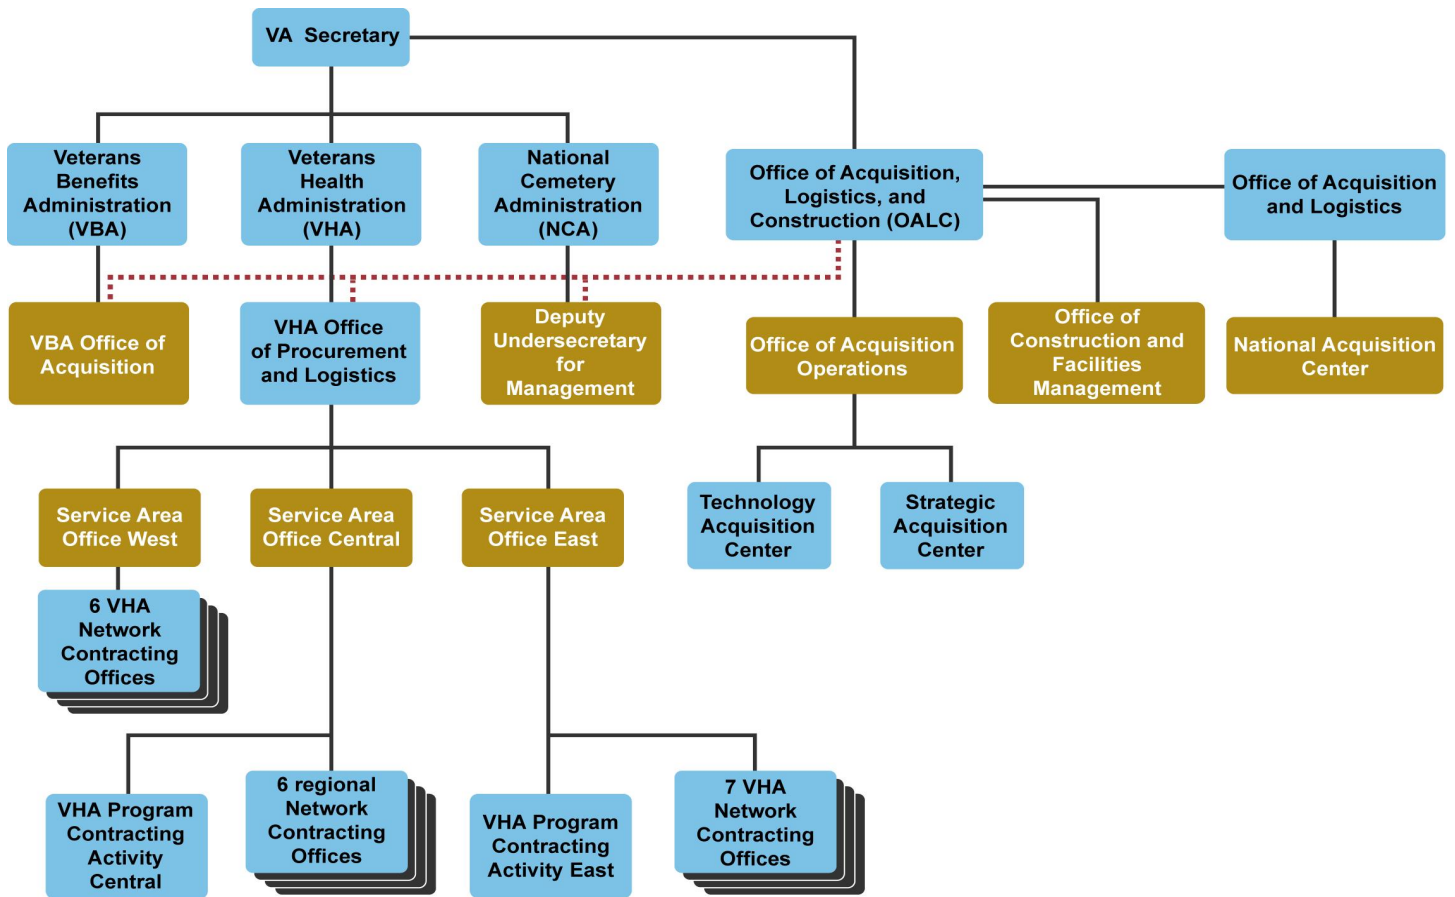 VA  Secretary
Veterans
Benefits
Administration
(VBA)
Veterans
Health
Administration
(VHA)
National
Cemetery
Administration
(NCA)
Office of Acquisition,
Logistics, and
Construction (OALC)
Office of Acquisition
and Logistics
VBA Office of
Acquisition
VHA Office
of Procurement
and Logistics
Deputy
Undersecretary
for
Management
Office of Acquisition
Operations
Office of
Construction and
Facilities
Management
National Acquisition
Center
Service Area
Office West
Service Area
Office Central
Service Area
Office East
Technology
Acquisition
Center
Strategic
Acquisition
Center
6 VHA
Network
Contracting
Offices
VHA Program
Contracting
Activity
Central
6 regional
Network
Contracting
Offices
VHA Program
Contracting
Activity East
7 VHA
Network
Contracting
Offices